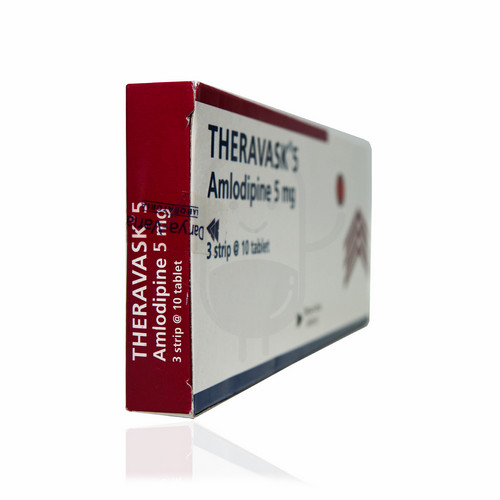 THERAVASK 5
Amlodipine 5 mg
3 strip @ 10 tablet
THERAVASK® 5
Amlodipine 5 mg
3 strip @ 10 tablet